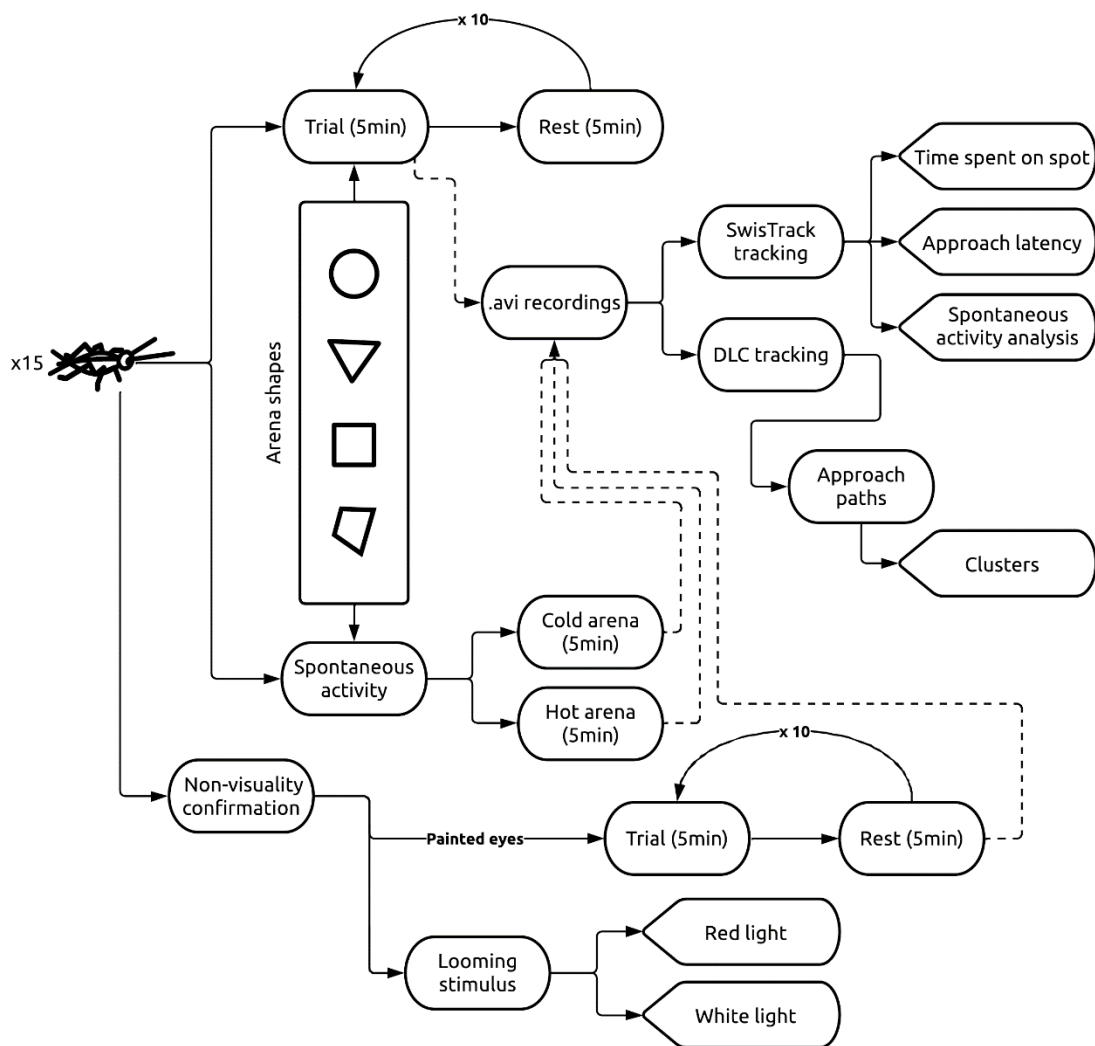 x 10
Trial (5min)
Rest (5min)
Time spent on spot
SwisTrack
tracking
Approach latency
.avi recordings
Spontaneous
activity analysis
DLC tracking
x15
Arena shapes
Approach
paths
Clusters
Cold arena
(5min)
Spontaneous
activity
Hot arena
(5min)
x 10
Non-visuality
confirmation
Painted eyes
Trial (5min)
Rest (5min)
Red light
Looming
stimulus
White light